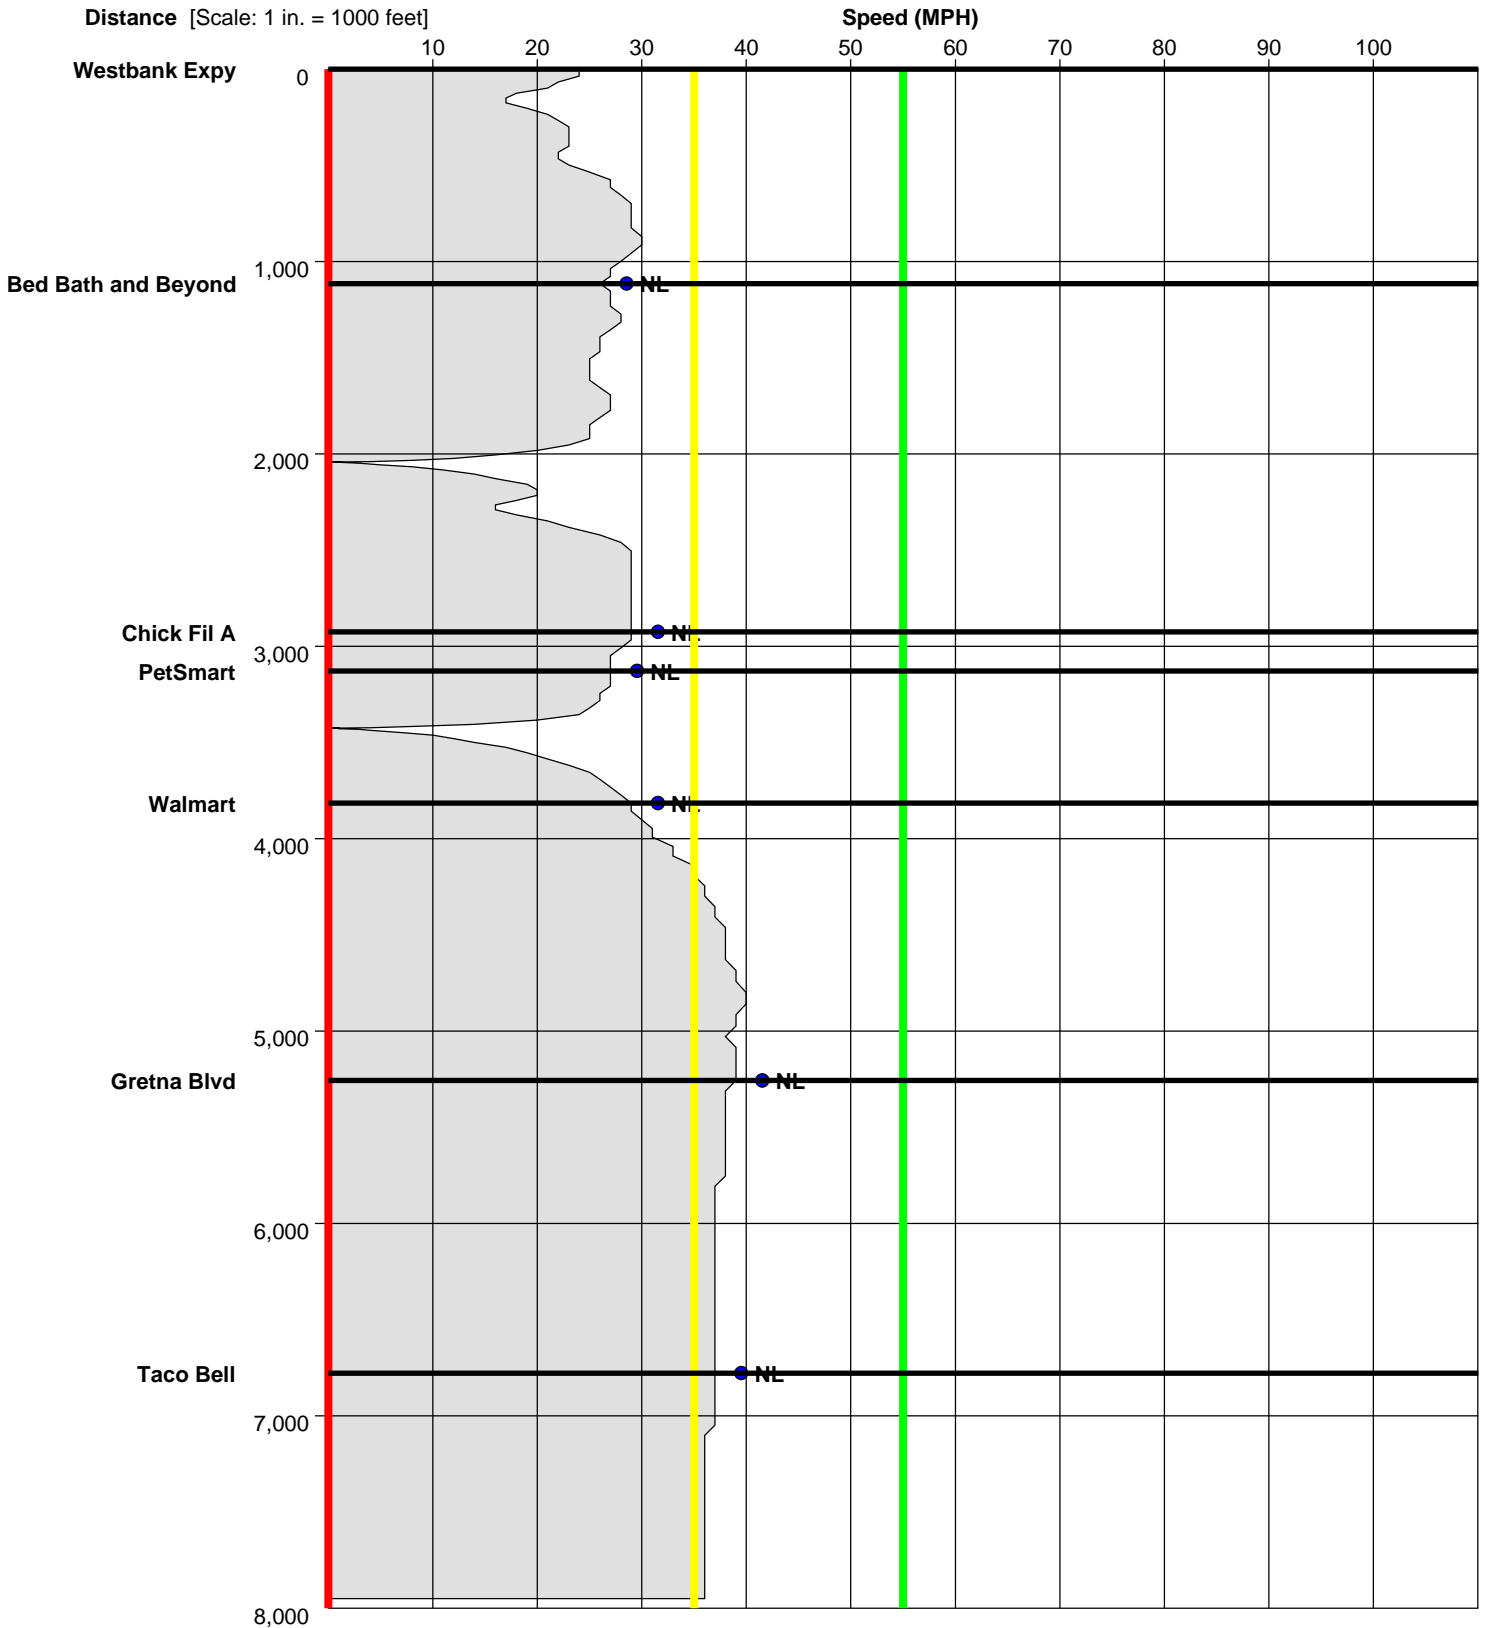 Distance [Scale: 1 in. = 1000 feet] Speed (MPH)
10 20 30 40 50 60 70 80 90 100
Westbank Expy 0
1,000
Bed Bath and Beyond NL
2,000
Chick Fil A NL
3,000
PetSmart NL
Walmart NL
4,000
5,000
Gretna Blvd NL
6,000
Taco Bell NL
7,000
8,000